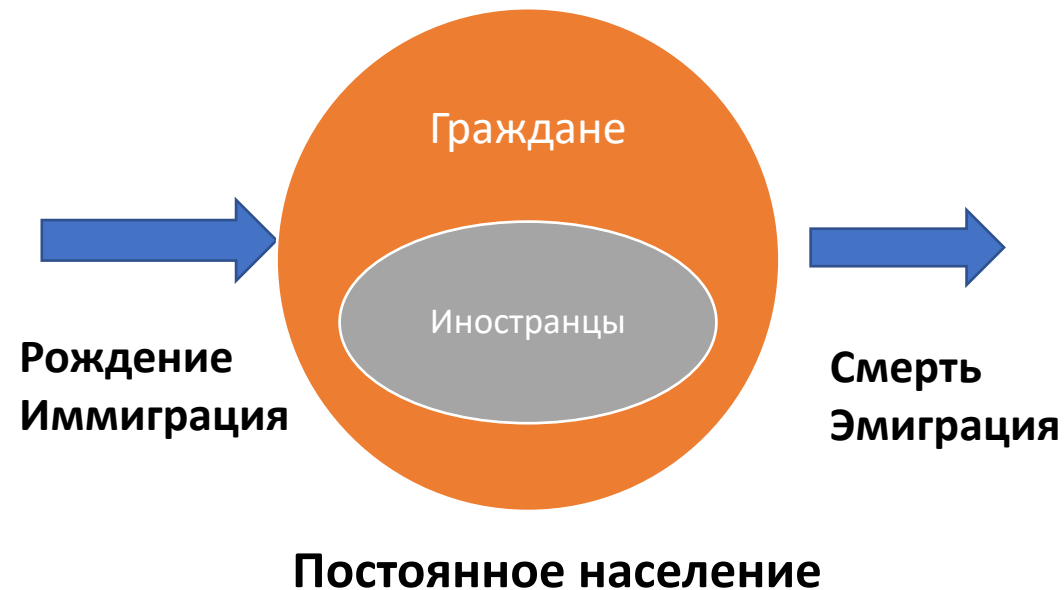 Граждане
Иностранцы
Рождение
Иммиграция
Смерть
Эмиграция
Постоянное население